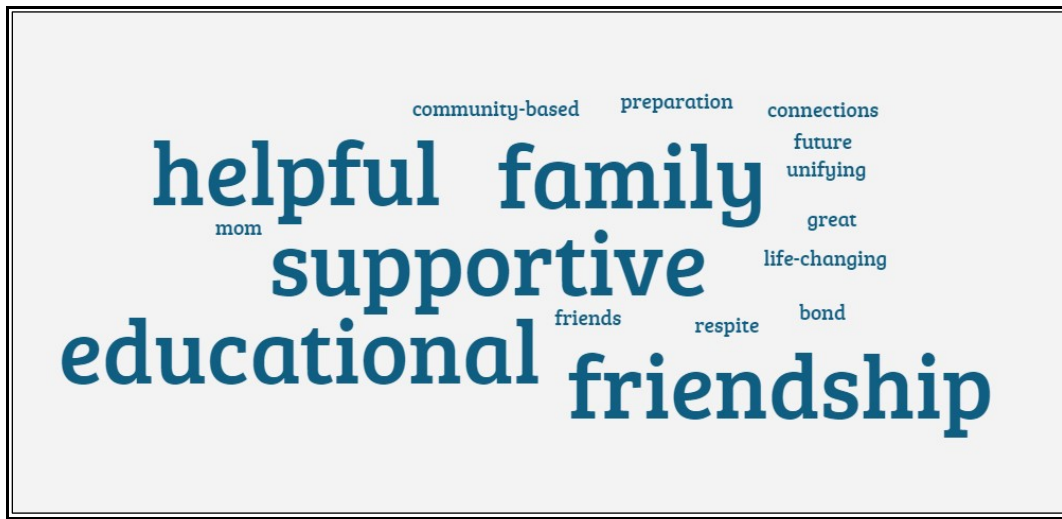 community-based preparation connections
future
helpful family unifying
mom great
supportive life-changing
friends respite bond
educational friendship